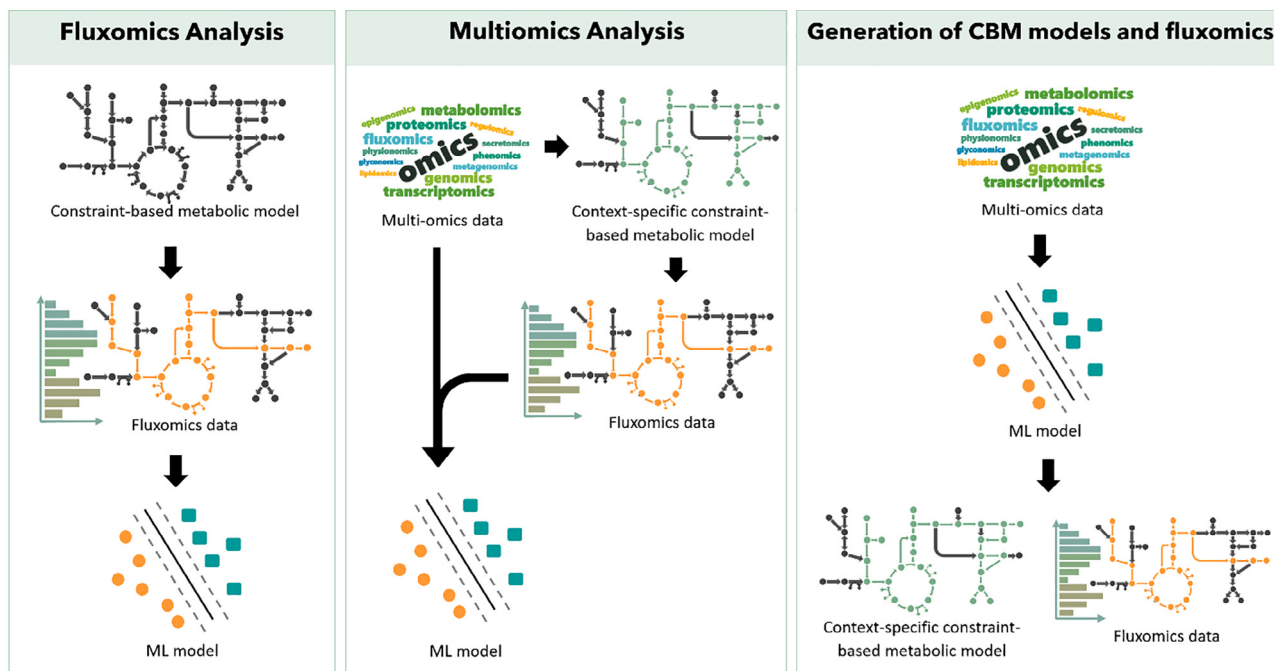 Fluxomics Analysis
Constraint-based metabolic model
Fluxomics data
ML model
Multiomics Analysis
epigenomics
metabolomics
proteomics
regulomics
fluxomics
omics
secretomics
physionomics
phenomics
glyconomics
metagenomics
lipidomics
genomics
transcriptomics
Multi-omics data
Context-specific constraint-
based metabolic model
Fluxomics data
ML model
Generation of CBM models and fluxomics
epigenomics
metabolomics
proteomics
regulomics
fluxomics
omics
secretomics
physionomics
phenomics
glyconomics
metagenomics
lipidomics
genomics
transcriptomics
Multi-omics data
ML model
Context-specific constraint-
based metabolic model
Fluxomics data